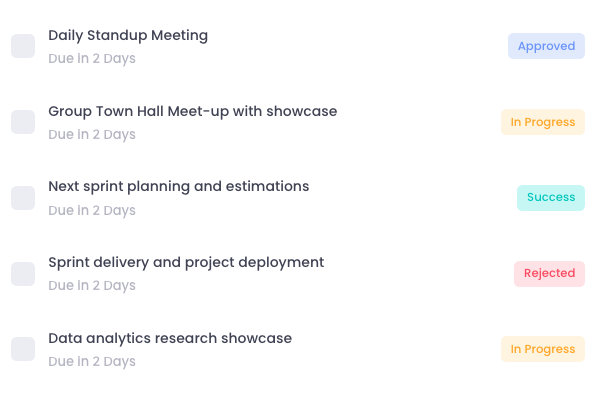 Daily Standup Meeting
Approved
Due in 2 Days
Group Town Hall Meet-up with showcase
In Progress
Due in 2 Days
Next sprint planning and estimations
Success
Due in 2 Days
Sprint delivery and project deployment
Rejected
Due in 2 Days
Data analytics research showcase
In Progress
Due in 2 Days